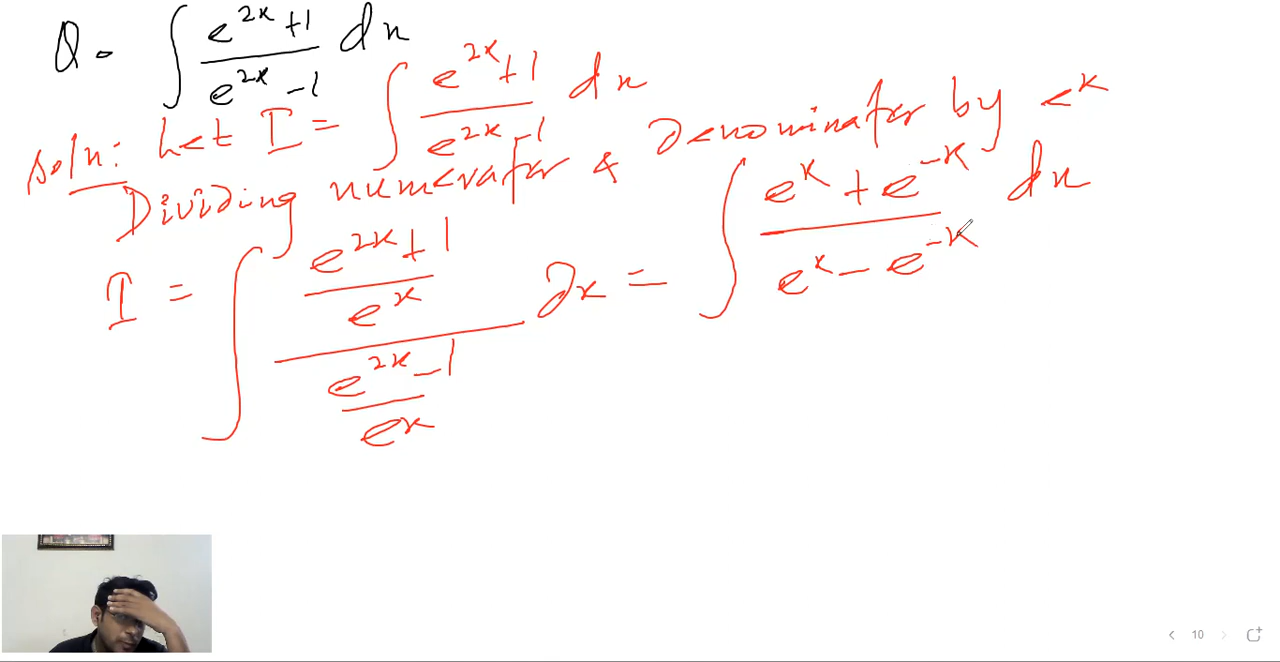 Q- ∫ (e^{2x} +1)/(e^{2x} -1) dx
Soln: Let I = ∫ (e^{2x}+1)/(e^{2x}-1) dx
Dividing numerator & Denominator by e^x
I = ∫ ((e^{2x}+1)/e^x)/((e^{2x}-1)/e^x) dx = ∫ (e^x + e^{-x})/(e^x - e^{-x}) dx
10